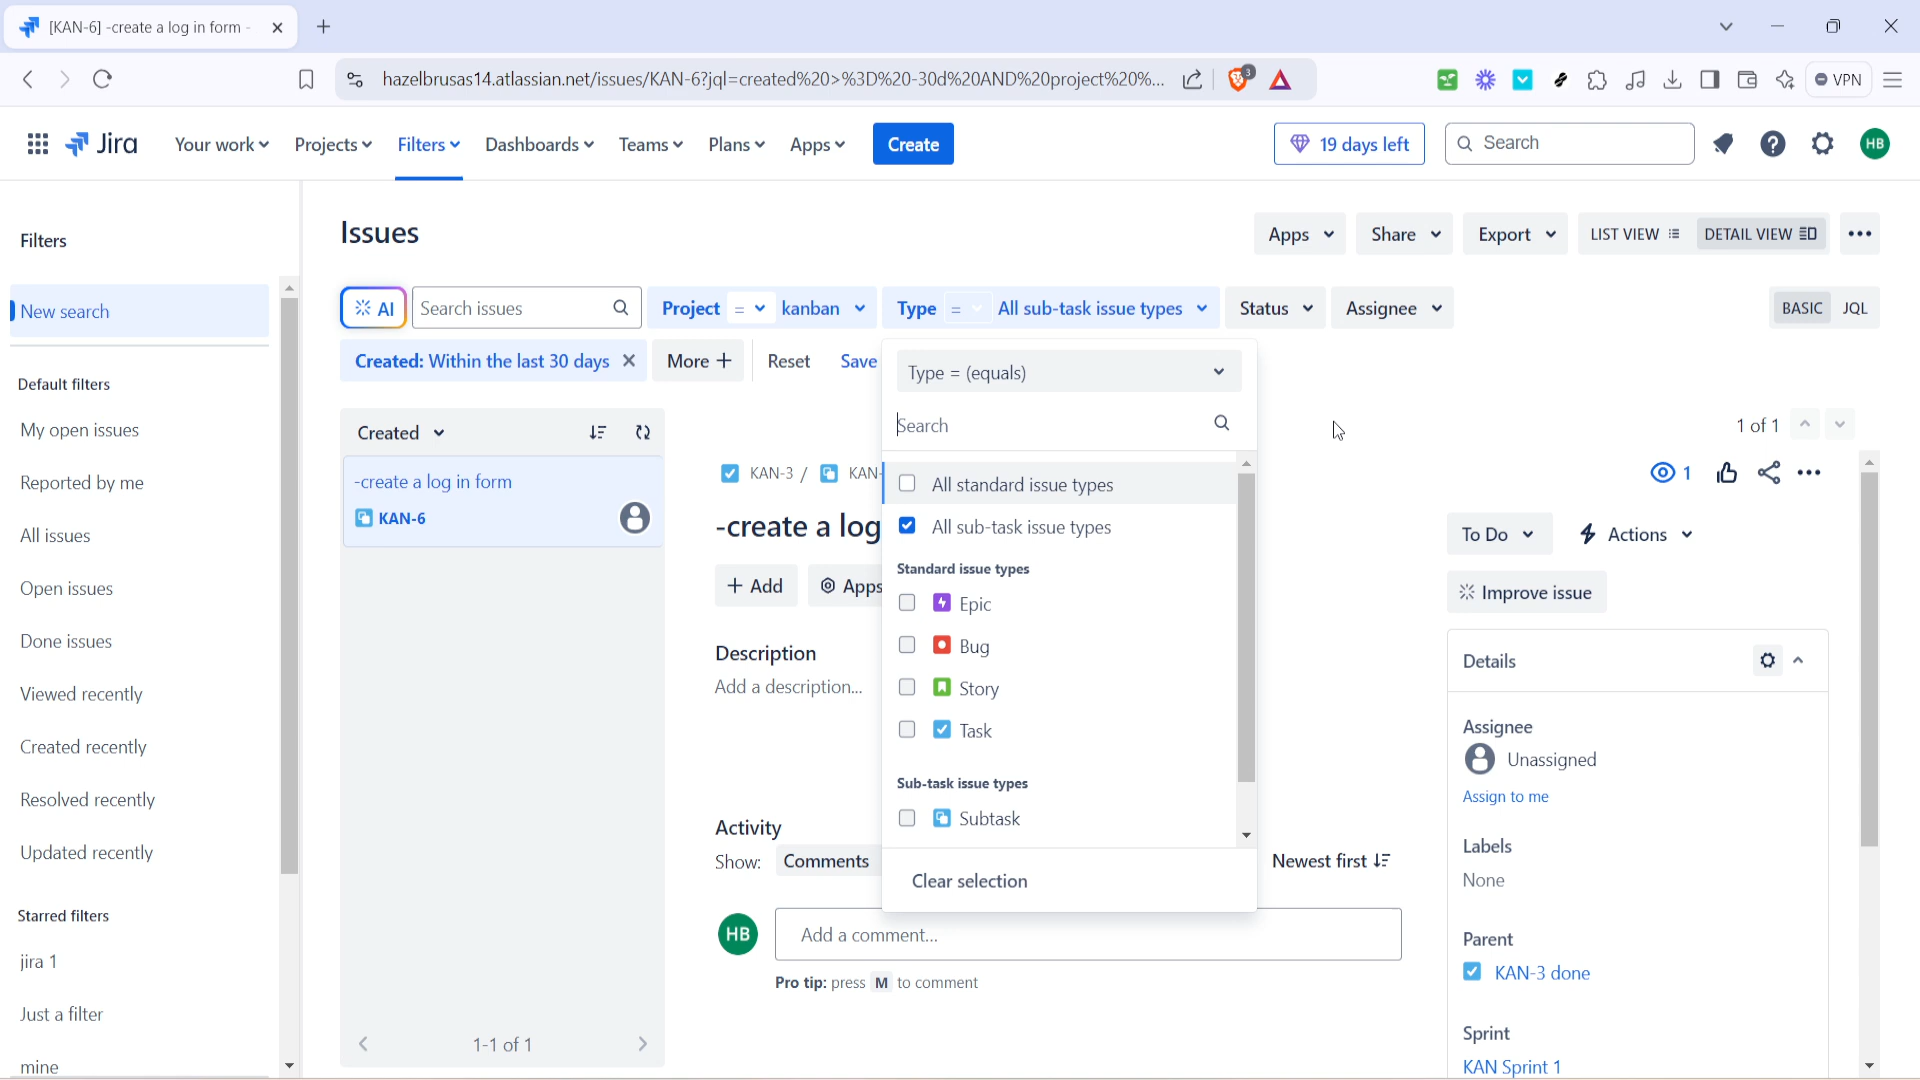 [KAN-6] -create a log in form -
hazelbrusas14.atlassian.net/issues/KAN-6?jql=created%20>%3D%20-30d%20AND%20project%20%...
3
VPN
Jira
Your work
Projects
Filters
Dashboards
Teams
Plans
Apps
Create
19 days left
Search
HB
Filters
New search
Default filters
My open issues
Reported by me
All issues
Open issues
Done issues
Viewed recently
Created recently
Resolved recently
Updated recently
Starred filters
jira 1
Just a filter
mine
Issues
Apps
Share
Export
LIST VIEW
DETAIL VIEW
AI
Search issues
Project = kanban
Type = All sub-task issue types
Status
Assignee
BASIC
JQL
Created: Within the last 30 days
More +
Reset
Save
Created
-create a log in form
KAN-6
1-1 of 1
KAN-3 / KAN-
-create a log
+ Add
Apps
Description
Add a description...
Activity
Show: Comments
Newest first
HB
Add a comment...
Pro tip: press M to comment
Type = (equals)
Search
All standard issue types
All sub-task issue types
Standard issue types
Epic
Bug
Story
Task
Sub-task issue types
Subtask
Clear selection
1 of 1
1
To Do
Actions
Improve issue
Details
Assignee
Unassigned
Assign to me
Labels
None
Parent
KAN-3 done
Sprint
KAN Sprint 1